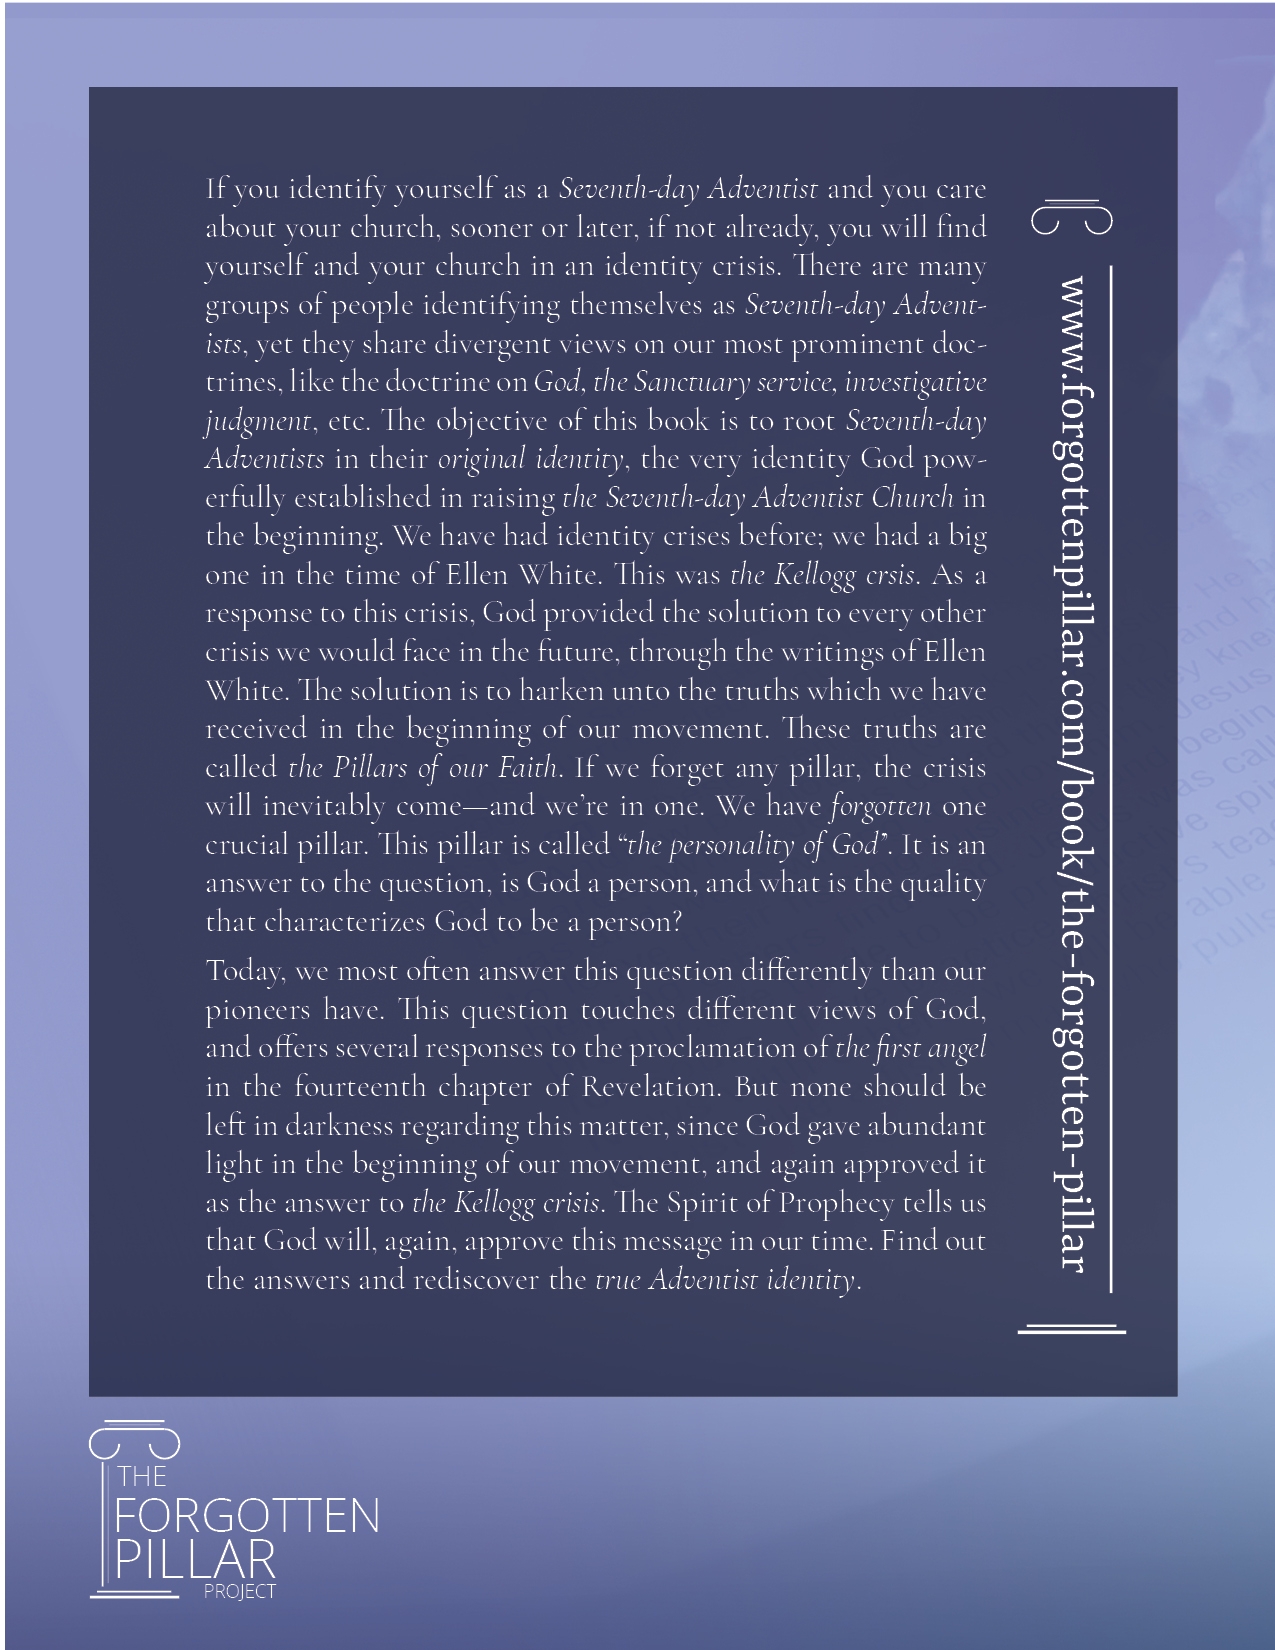 If you identify yourself as a Seventh-day Adventist and you care
about your church, sooner or later, if not already, you will find
yourself and your church in an identity crisis. There are many
groups of people identifying themselves as Seventh-day Advent-
ists, yet they share divergent views on our most prominent doc-
trines, like the doctrine on God, the Sanctuary service, investigative
judgment, etc. The objective of this book is to root Seventh-day
Adventists in their original identity, the very identity God pow-
erfully established in raising the Seventh-day Adventist Church in
the beginning. We have had identity crises before; we had a big
one in the time of Ellen White. This was the Kellogg crsis. As a
response to this crisis, God provided the solution to every other
crisis we would face in the future, through the writings of Ellen
White. The solution is to harken unto the truths which we have
received in the beginning of our movement. These truths are
called the Pillars of our Faith. If we forget any pillar, the crisis
will inevitably come—and we’re in one. We have forgotten one
crucial pillar. This pillar is called “the personality of God”. It is an
answer to the question, is God a person, and what is the quality
that characterizes God to be a person?
Today, we most often answer this question differently than our
pioneers have. This question touches different views of God,
and offers several responses to the proclamation of the first angel
in the fourteenth chapter of Revelation. But none should be
left in darkness regarding this matter, since God gave abundant
light in the beginning of our movement, and again approved it
as the answer to the Kellogg crisis. The Spirit of Prophecy tells us
that God will, again, approve this message in our time. Find out
the answers and rediscover the true Adventist identity.
www.forgottenpillar.com/book/the-forgotten-pillar
THE
FORGOTTEN
PILLAR
PROJECT